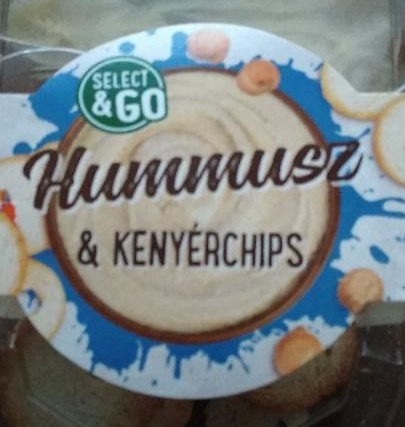 SELECT
&GO
Hummusz
& KENYÉRCHIPS